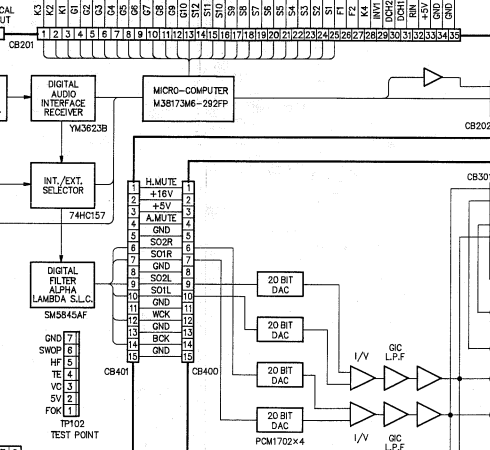 CAL
UT
K3 K2 K1 G1 G2 G3 G4 G5 G6 G7 G8 G9 G10 S12 S11 S10 S9 S8 S7 S6 S5 S4 S3 S2 S1 F1 F2 K4 INV1 DCH2 DCH1 RIN +5V GND GND
1 2 3 4 5 6 7 8 9 10 11 12 13 14 15 16 17 18 19 20 21 22 23 24 25 26 27 28 29 30 31 32 33 34 35
CB201
DIGITAL
AUDIO
INTERFACE
RECEIVER
YM3623B
MICRO-COMPUTER
M38173M6-292FP
CB202
INT./EXT.
SELECTOR
74HC157
CB301
1 H.MUTE 1
2 +16V 2
3 +5V 3
4 A.MUTE 4
5 GND 5
6 SO2R 6
7 SO1R 7
8 GND 8
9 SO2L 9
10 SO1L 10
11 GND 11
12 WCK 12
13 GND 13
14 BCK 14
15 GND 15
CB401
CB400
DIGITAL
FILTER
ALPHA
LAMBDA S.L.C.
SM5845AF
GND 7
SWOP 6
HF 5
TE 4
VC 3
5V 2
FOK 1
TP102
TEST POINT
20 BIT
DAC
20 BIT
DAC
20 BIT
DAC
20 BIT
DAC
PCM1702×4
I/V
GIC
L.P.F
I/V
GIC
L.P.F